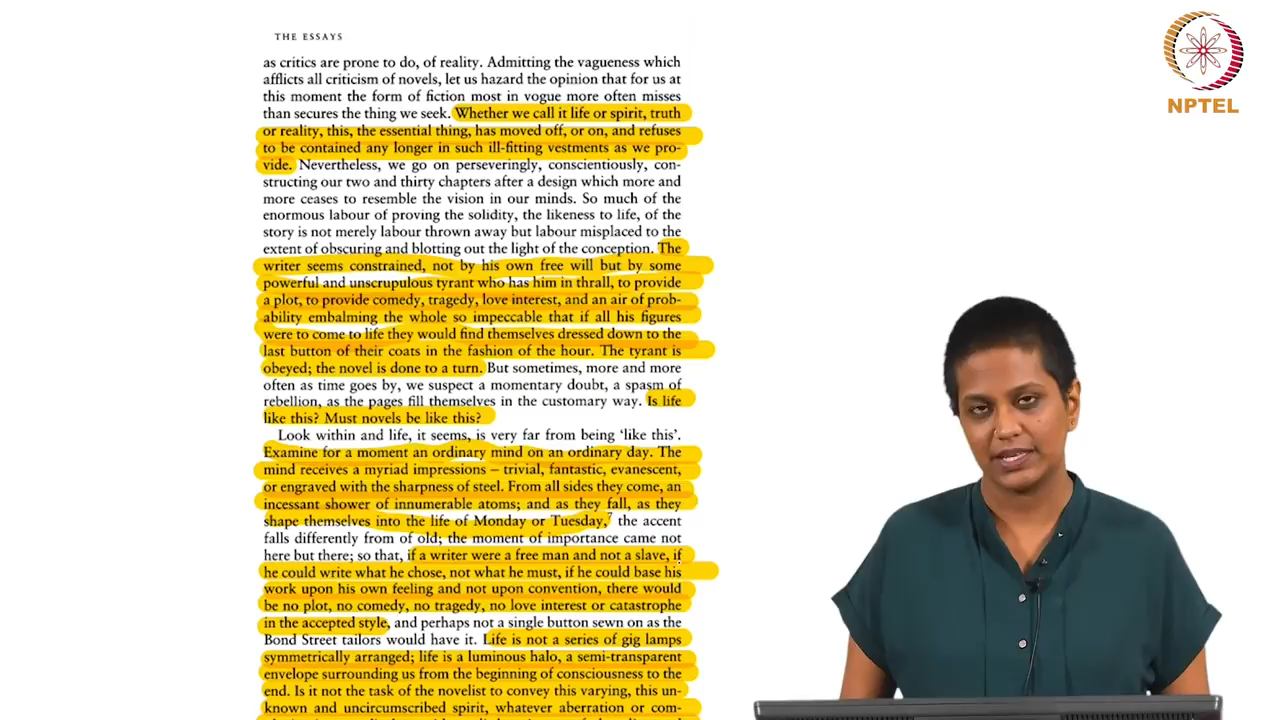 THE ESSAYS
as critics are prone to do, of reality. Admitting the vagueness which
afflicts all criticism of novels, let us hazard the opinion that for us at
this moment the form of fiction most in vogue more often misses
than secures the thing we seek. Whether we call it life or spirit, truth
or reality, this, the essential thing, has moved off, or on, and refuses
to be contained any longer in such ill-fitting vestments as we pro-
vide. Nevertheless, we go on perseveringly, conscientiously, con-
structing our two and thirty chapters after a design which more and
more ceases to resemble the vision in our minds. So much of the
enormous labour of proving the solidity, the likeness to life, of the
story is not merely labour thrown away but labour misplaced to the
extent of obscuring and blotting out the light of the conception. The
writer seems constrained, not by his own free will but by some
powerful and unscrupulous tyrant who has him in thrall, to provide
a plot, to provide comedy, tragedy, love interest, and an air of prob-
ability embalming the whole so impeccable that if all his figures
were to come to life they would find themselves dressed down to the
last button of their coats in the fashion of the hour. The tyrant is
obeyed; the novel is done to a turn. But sometimes, more and more
often as time goes by, we suspect a momentary doubt, a spasm of
rebellion, as the pages fill themselves in the customary way. Is life
like this? Must novels be like this?
Look within and life, it seems, is very far from being ‘like this’.
Examine for a moment an ordinary mind on an ordinary day. The
mind receives a myriad impressions – trivial, fantastic, evanescent,
or engraved with the sharpness of steel. From all sides they come, an
incessant shower of innumerable atoms; and as they fall, as they
shape themselves into the life of Monday or Tuesday,7 the accent
falls differently from of old; the moment of importance came not
here but there; so that, if a writer were a free man and not a slave, if
he could write what he chose, not what he must, if he could base his
work upon his own feeling and not upon convention, there would
be no plot, no comedy, no tragedy, no love interest or catastrophe
in the accepted style, and perhaps not a single button sewn on as the
Bond Street tailors would have it. Life is not a series of gig lamps
symmetrically arranged; life is a luminous halo, a semi-transparent
envelope surrounding us from the beginning of consciousness to the
end. Is it not the task of the novelist to convey this varying, this un-
known and uncircumscribed spirit, whatever aberration or com-
NPTEL